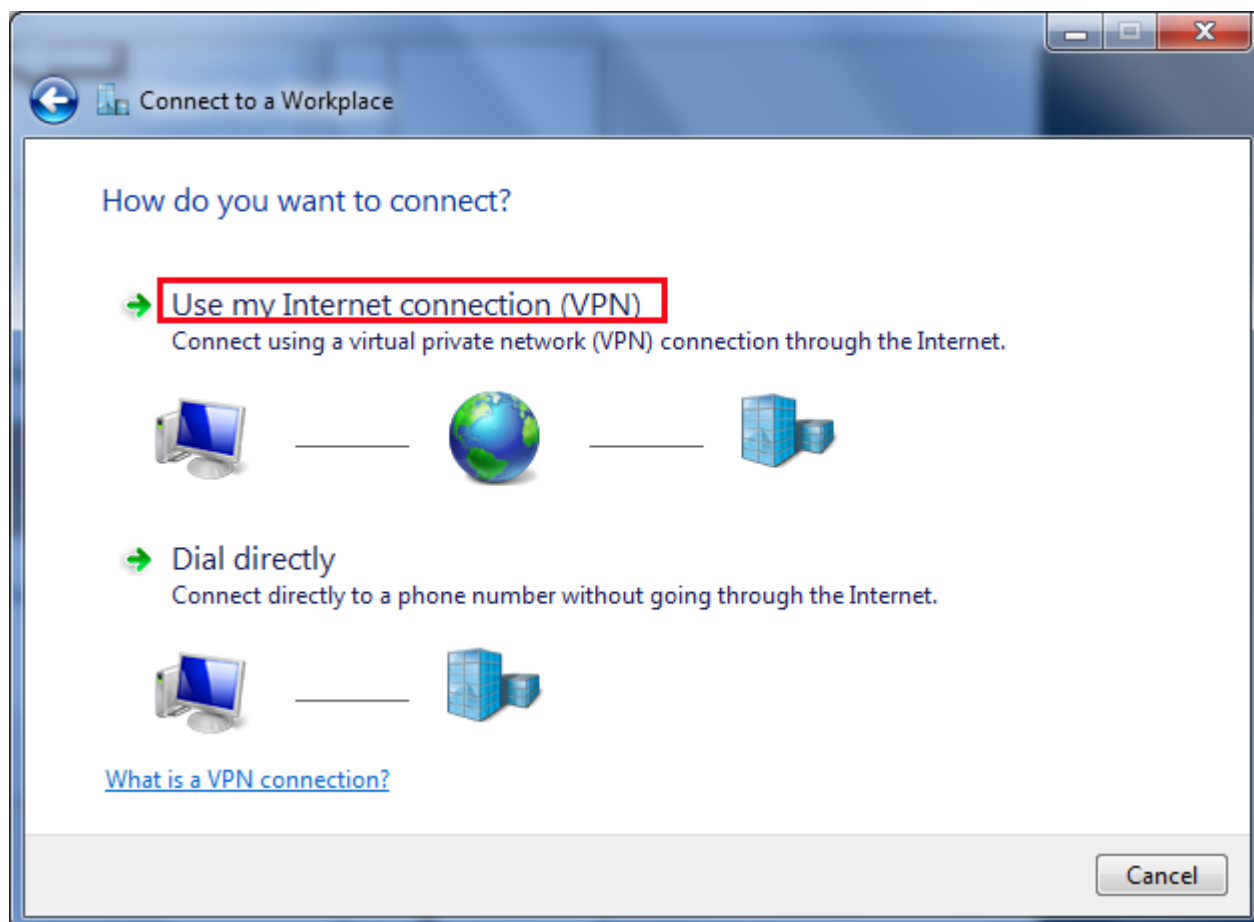 Connect to a Workplace
How do you want to connect?
Use my Internet connection (VPN)
Connect using a virtual private network (VPN) connection through the Internet.
Dial directly
Connect directly to a phone number without going through the Internet.
What is a VPN connection?
Cancel